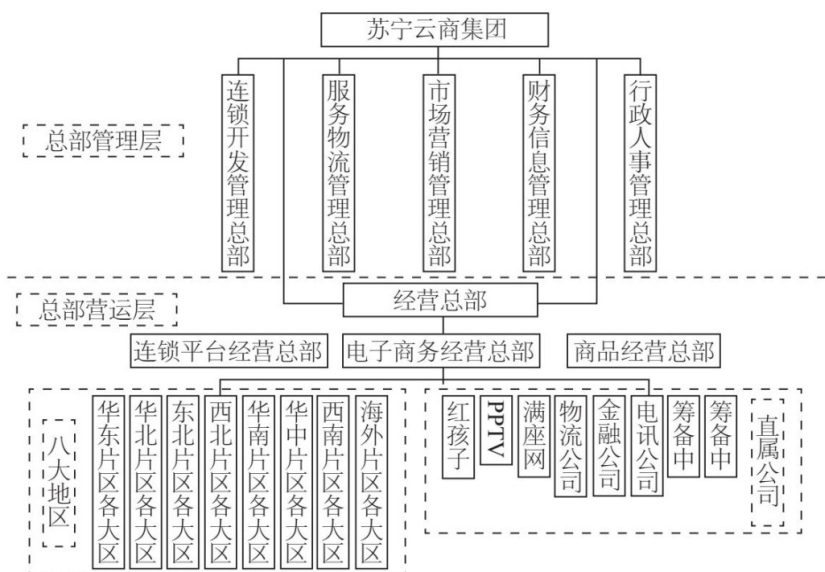 苏宁云商集团
总部管理层
连锁开发管理总部
服务物流管理总部
市场营销管理总部
财务信息管理总部
行政人事管理总部
总部营运层
经营总部
连锁平台经营总部
电子商务经营总部
商品经营总部
八大地区
华东片区各大区
华北片区各大区
东北片区各大区
西北片区各大区
华南片区各大区
华中片区各大区
西南片区各大区
海外片区各大区
红孩子
PPTV
满座网
物流公司
金融公司
电讯公司
筹备中
筹备中
直属公司